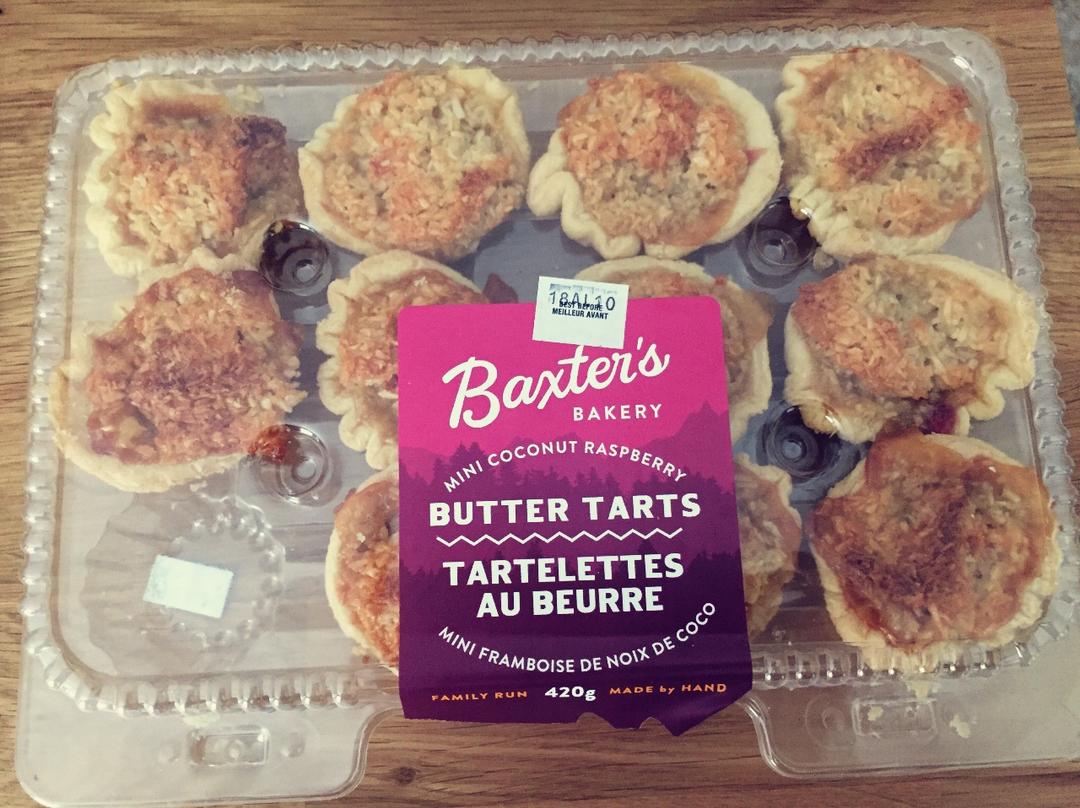 18AL10
BEST BEFORE
MEILLEUR AVANT
Baxter's
BAKERY
MINI COCONUT RASPBERRY
BUTTER TARTS
TARTELETTES
AU BEURRE
MINI FRAMBOISE DE NOIX DE COCO
FAMILY RUN 420g MADE by HAND